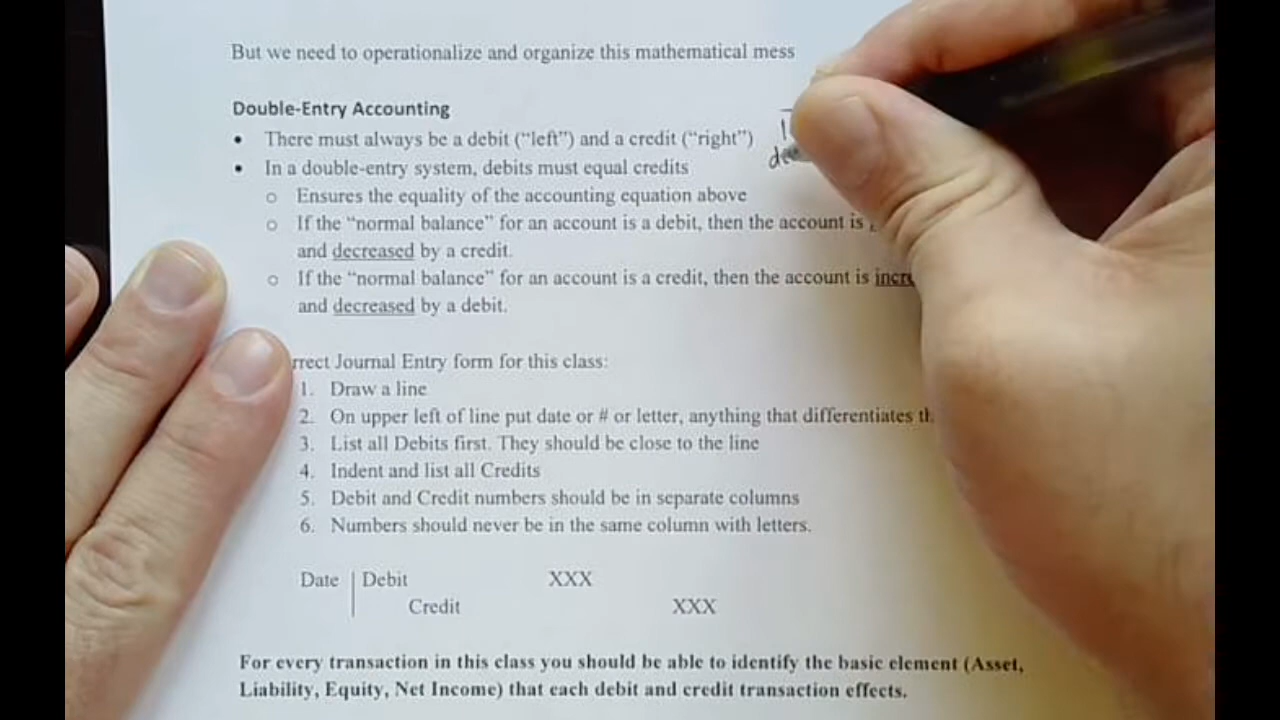 But we need to operationalize and organize this mathematical mess
Double-Entry Accounting
• There must always be a debit (“left”) and a credit (“right”)
• In a double-entry system, debits must equal credits
o Ensures the equality of the accounting equation above
o If the “normal balance” for an account is a debit, then the account is
and decreased by a credit.
o If the “normal balance” for an account is a credit, then the account is
and decreased by a debit.
Journal Entry form for this class:
1. Draw a line
2. On upper left of line put date or # or letter, anything that differentiates
3. List all Debits first. They should be close to the line
4. Indent and list all Credits
5. Debit and Credit numbers should be in separate columns
6. Numbers should never be in the same column with letters.
Date | Debit XXX
Credit XXX
For every transaction in this class you should be able to identify the basic element (Asset,
Liability, Equity, Net Income) that each debit and credit transaction effects.